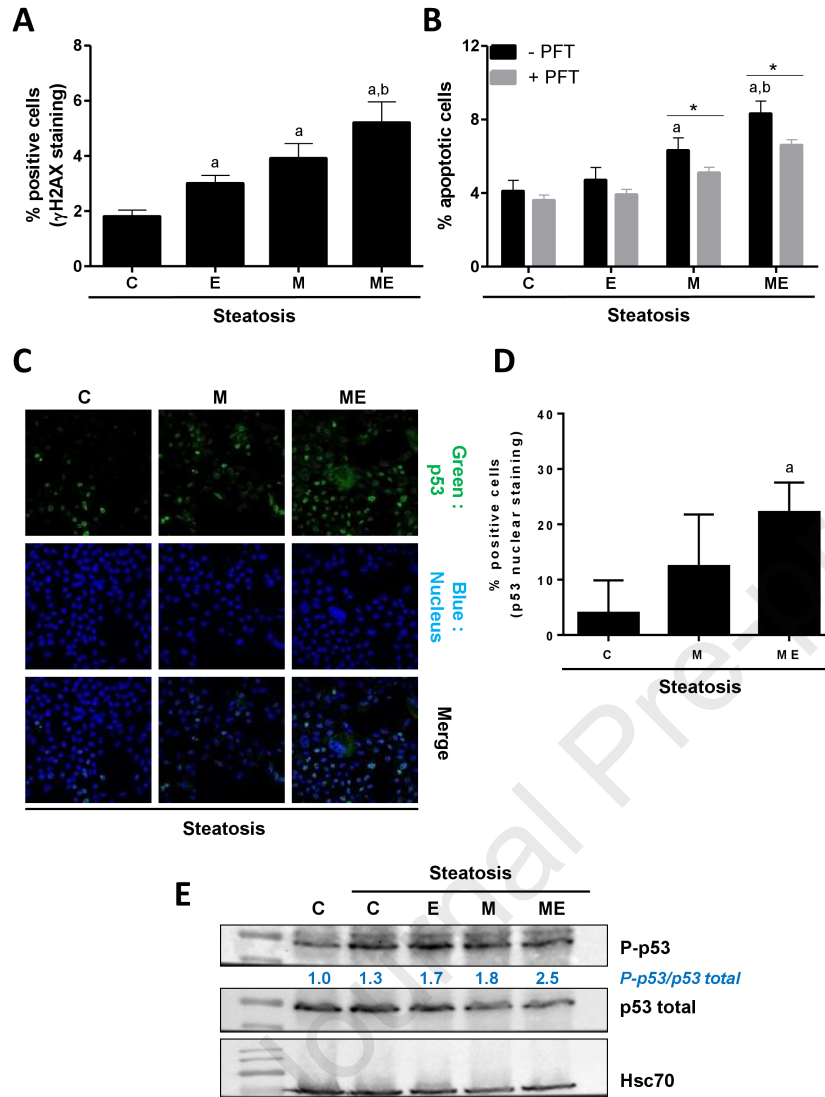 A
8
6
4
2
0
% positive cells
(γH2AX staining)
a
a
a,b
C E M ME
Steatosis
B
12
8
4
0
% apoptotic cells
- PFT
+ PFT
a
*
a,b
*
C E M ME
Steatosis
C
C M ME
Green :
p53
Blue :
Nucleus
Merge
Steatosis
D
40
30
20
10
0
% positive cells
(p53 nuclear staining)
a
C M ME
Steatosis
E
Steatosis
C C E M ME
P-p53
1.0 1.3 1.7 1.8 2.5 P-p53/p53 total
p53 total
Hsc70
Journal Pre-p